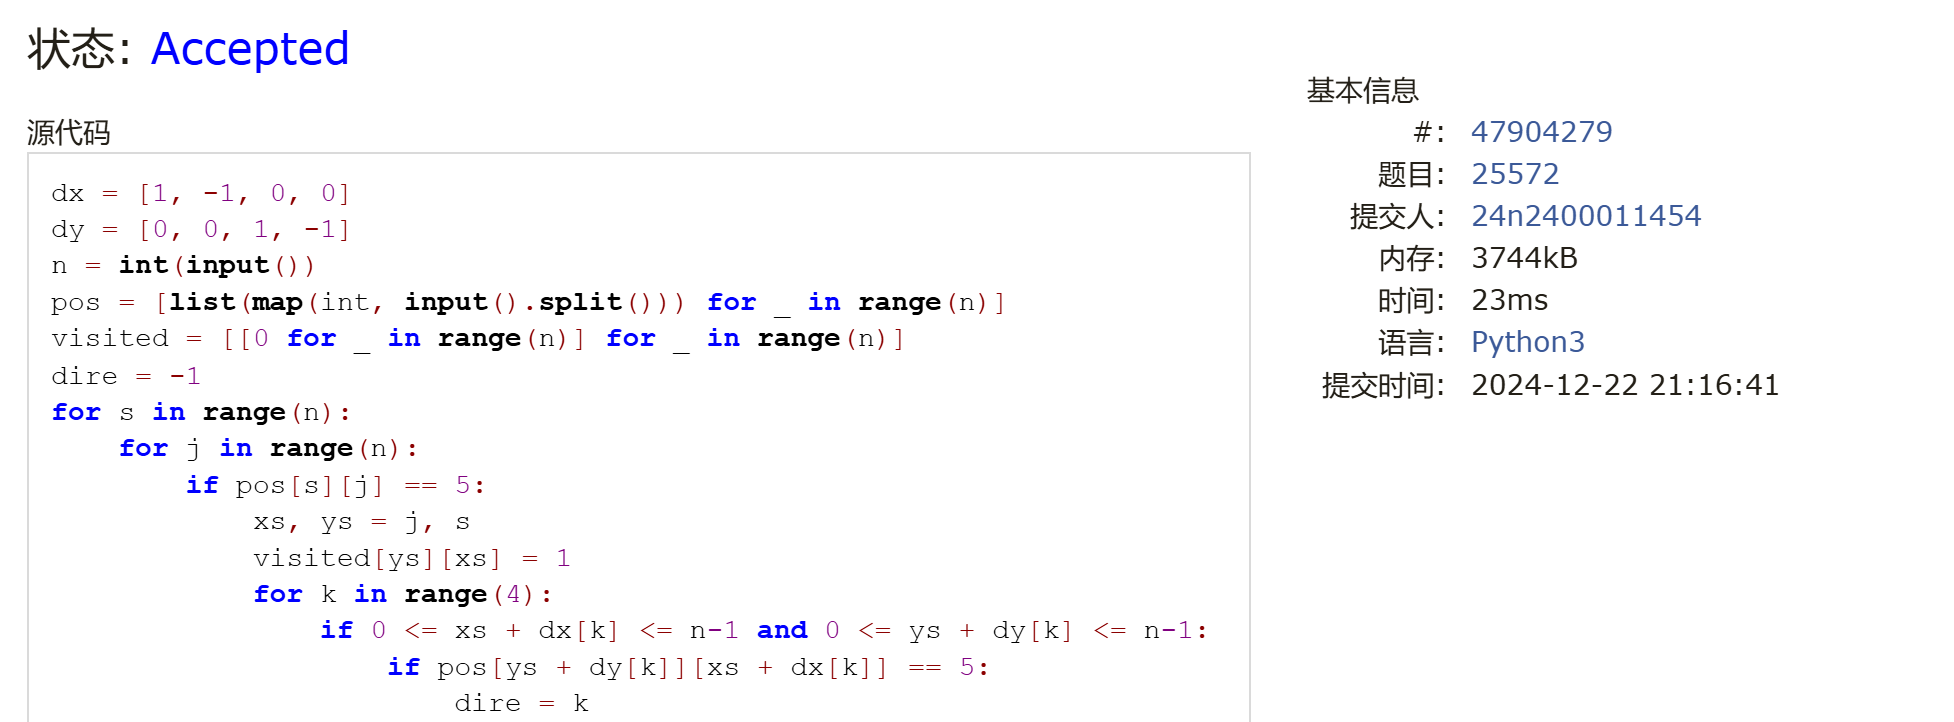 状态: Accepted
源代码
dx = [1, -1, 0, 0]
dy = [0, 0, 1, -1]
n = int(input())
pos = [list(map(int, input().split())) for _ in range(n)]
visited = [[0 for _ in range(n)] for _ in range(n)]
dire = -1
for s in range(n):
    for j in range(n):
        if pos[s][j] == 5:
            xs, ys = j, s
            visited[ys][xs] = 1
            for k in range(4):
                if 0 <= xs + dx[k] <= n-1 and 0 <= ys + dy[k] <= n-1:
                    if pos[ys + dy[k]][xs + dx[k]] == 5:
                        dire = k
基本信息
#: 47904279
题目: 25572
提交人: 24n2400011454
内存: 3744kB
时间: 23ms
语言: Python3
提交时间: 2024-12-22 21:16:41